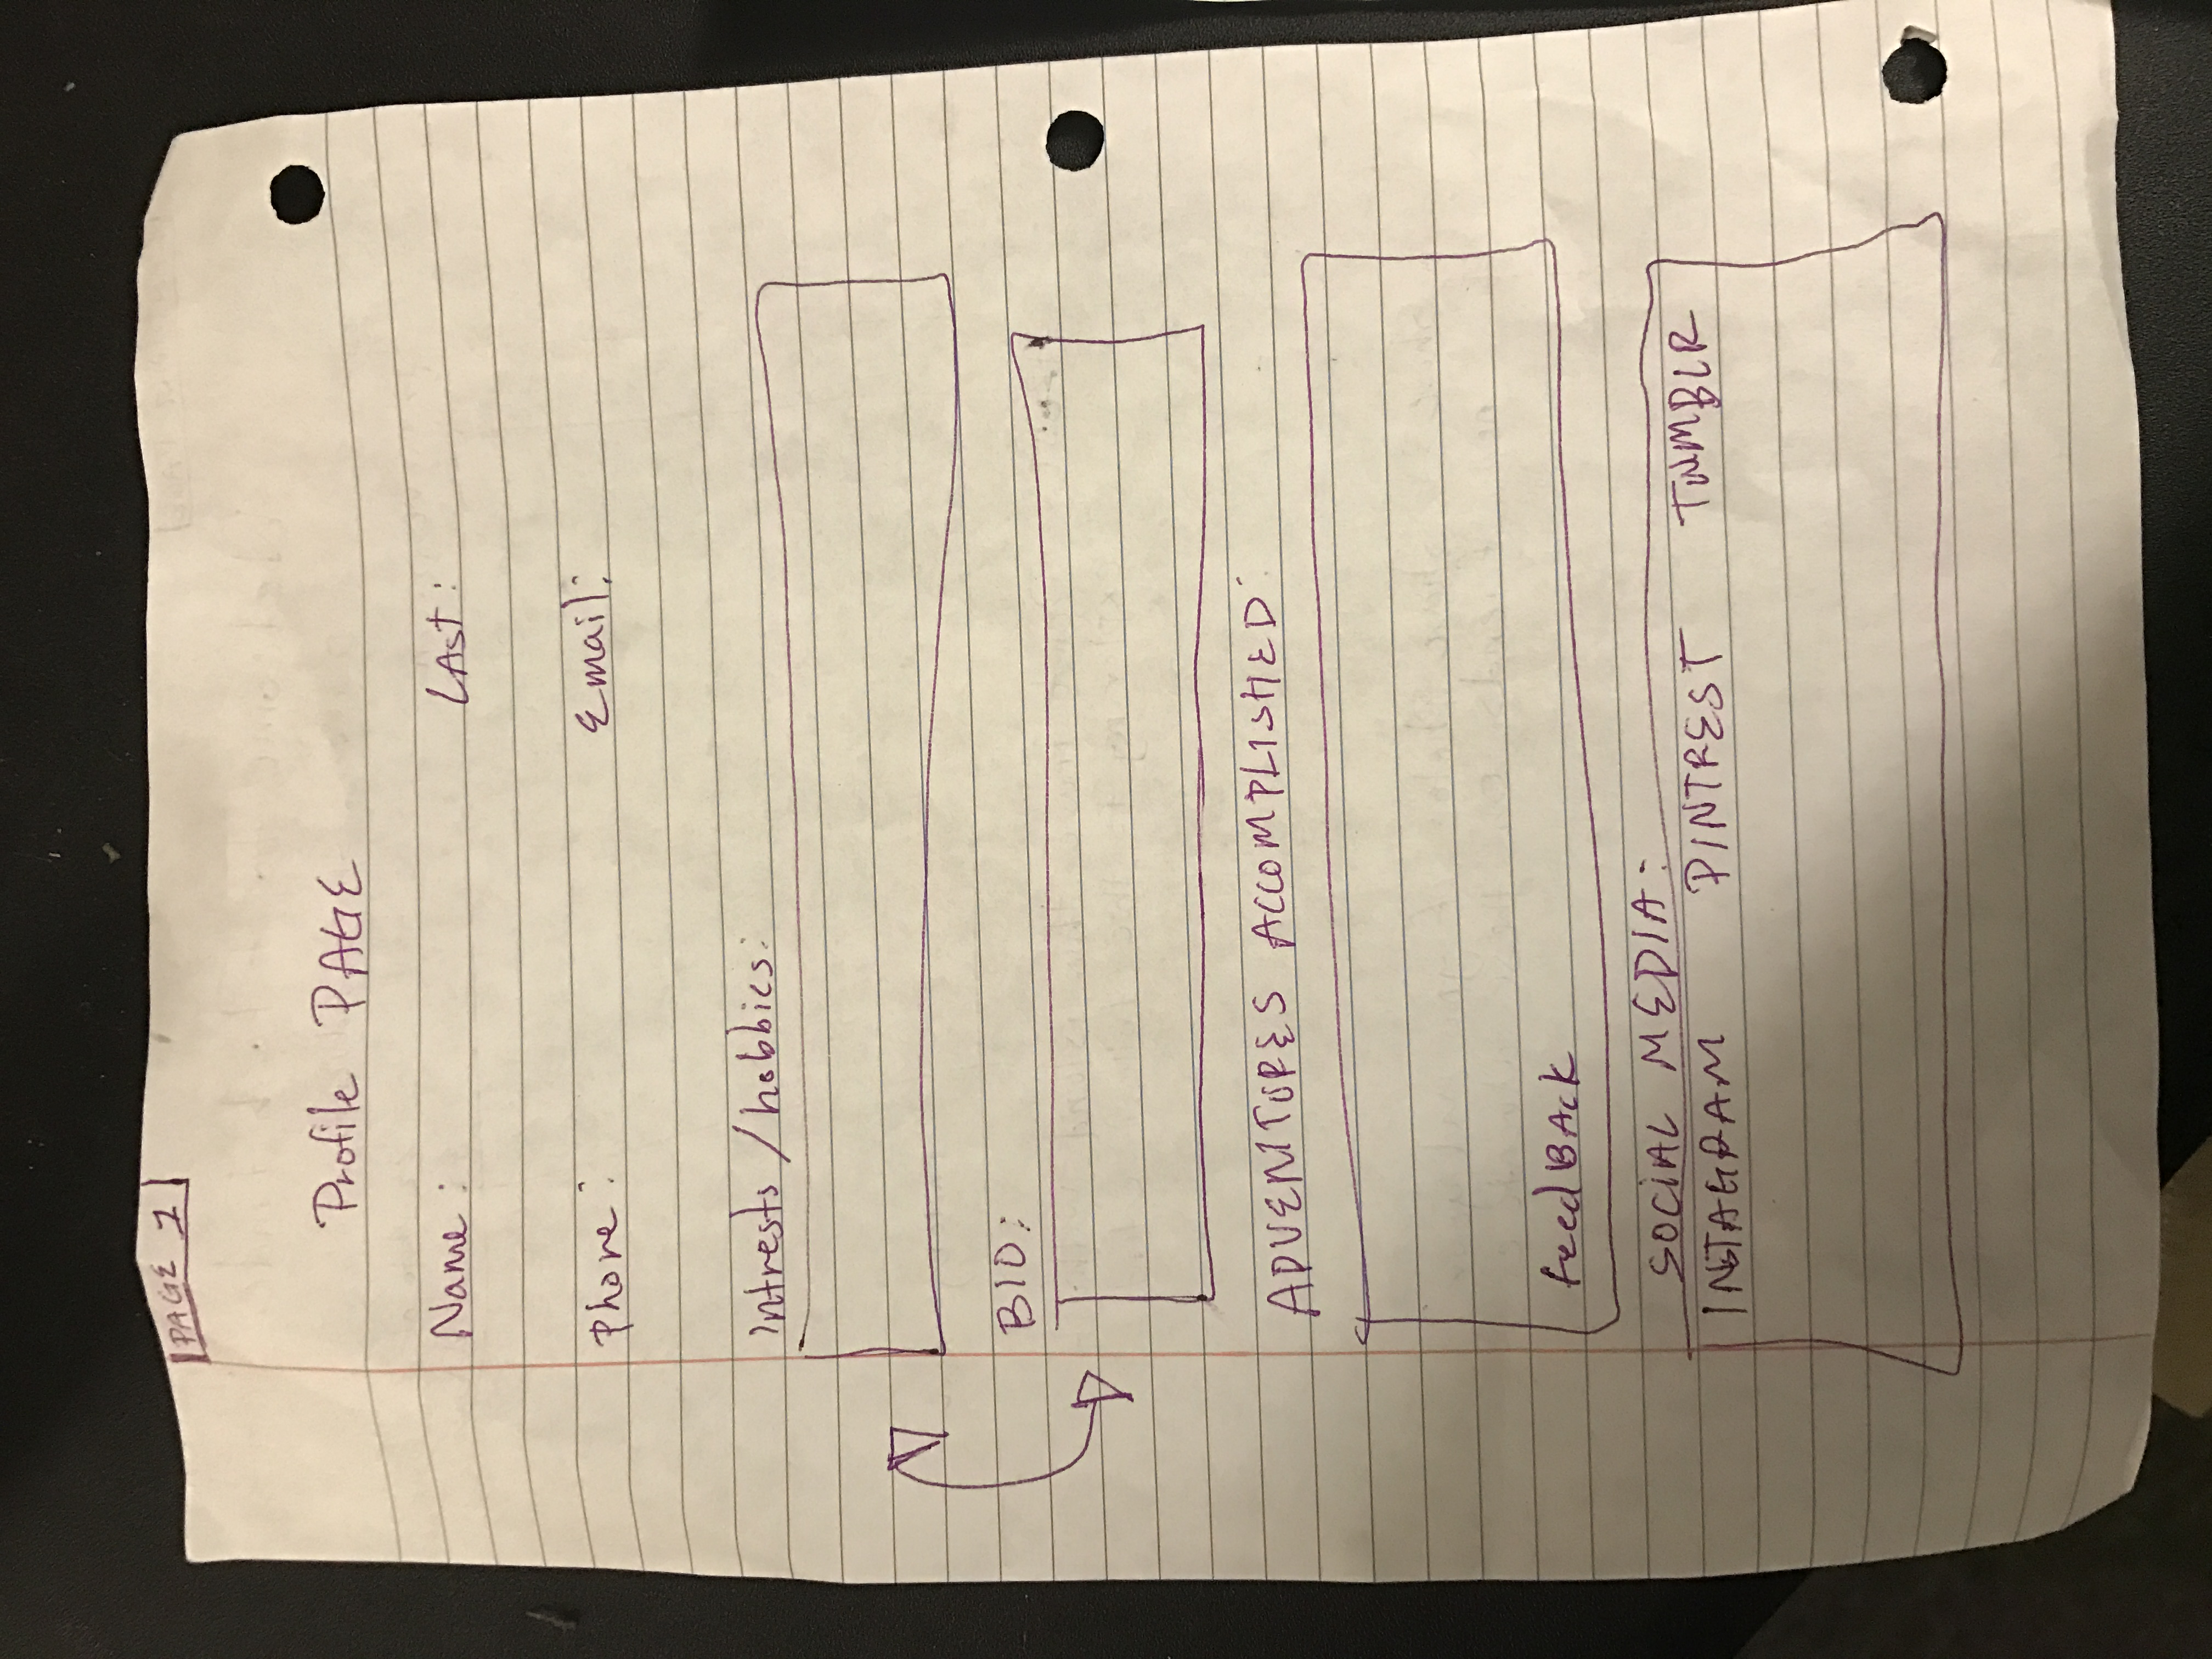 PAGE 1
Profile PAGE
Name: LAst:
Phone: Email:
Intrests / hobbies:
BIO:
ADVENTURES ACCOMPLISHED:
feedBAck
SOCIAL MEDIA:
INSTAGRAM PINTREST TUMBLR